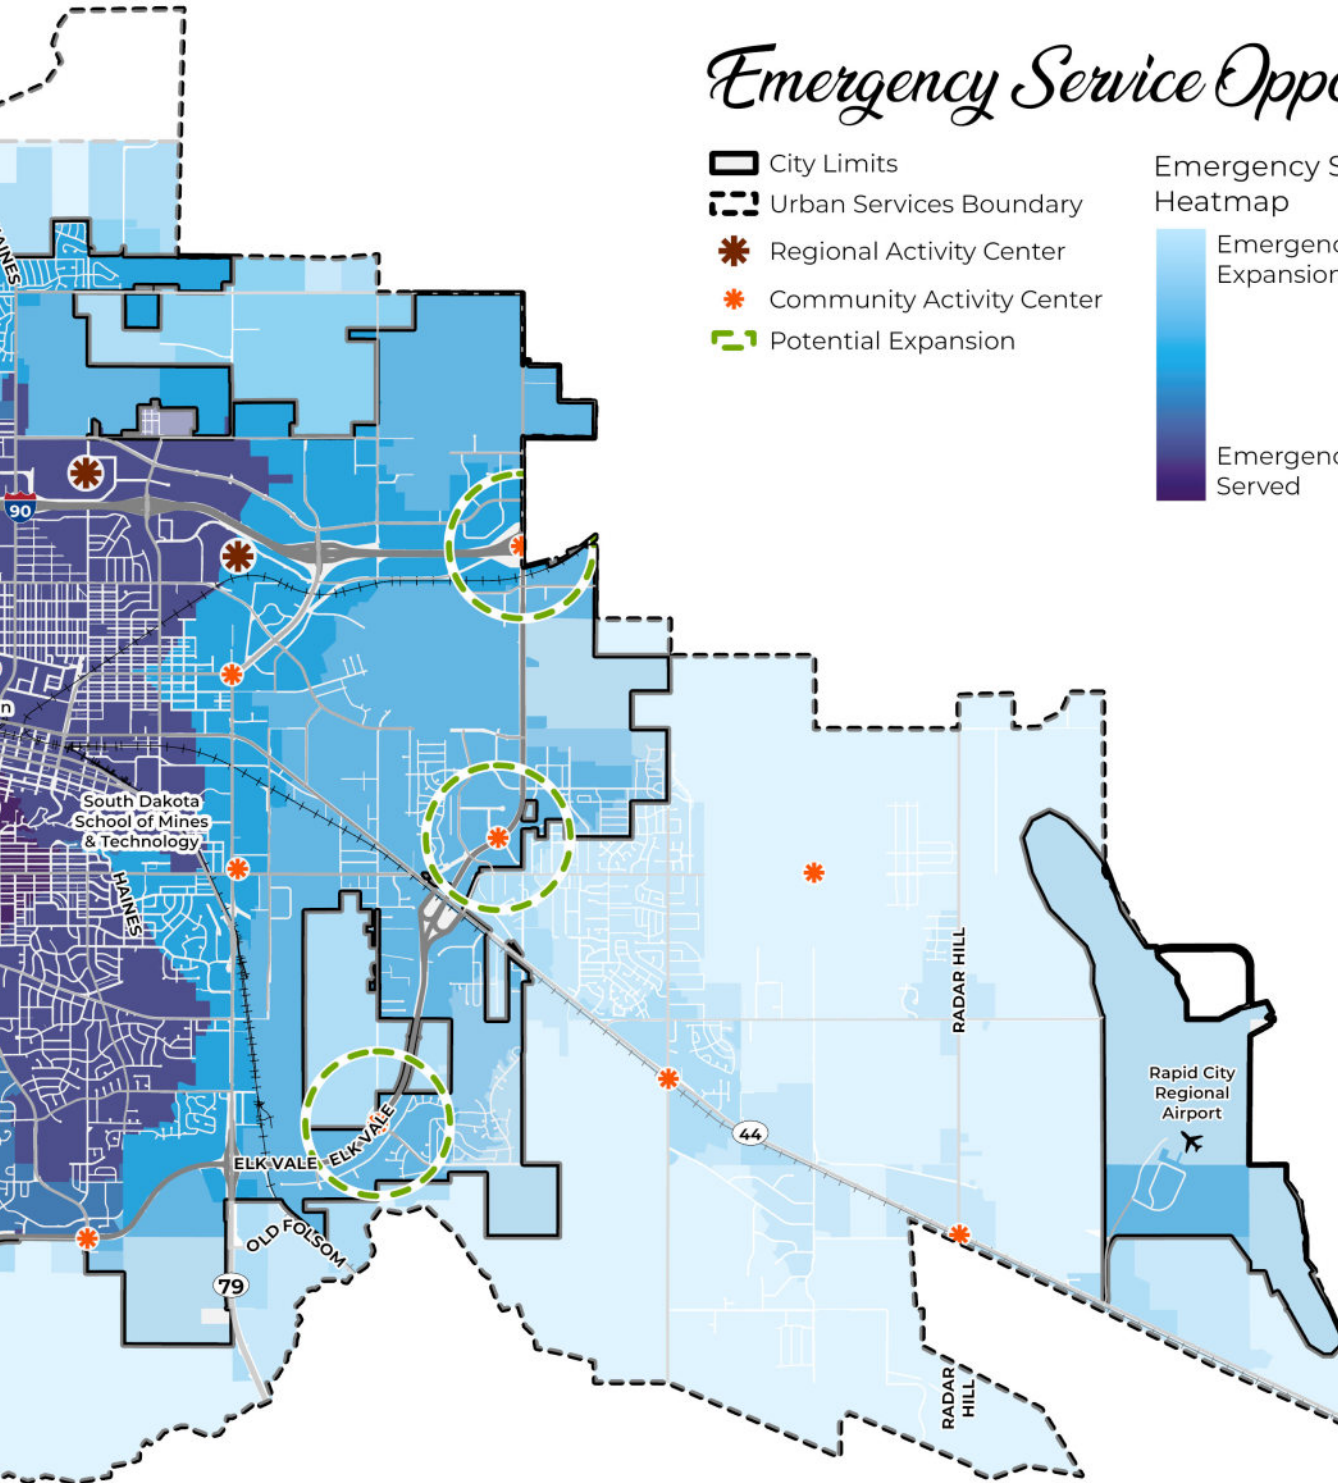 Emergency Service Oppo
City Limits
Urban Services Boundary
Regional Activity Center
Community Activity Center
Potential Expansion
Emergency S
Heatmap
Emergenc
Expansion
Emergenc
Served
HAINES
90
n
South Dakota
School of Mines
& Technology
HAINES
RADAR HILL
Rapid City
Regional
Airport
44
ELK VALE
ELK VALE
OLD FOLSOM
79
RADAR
HILL